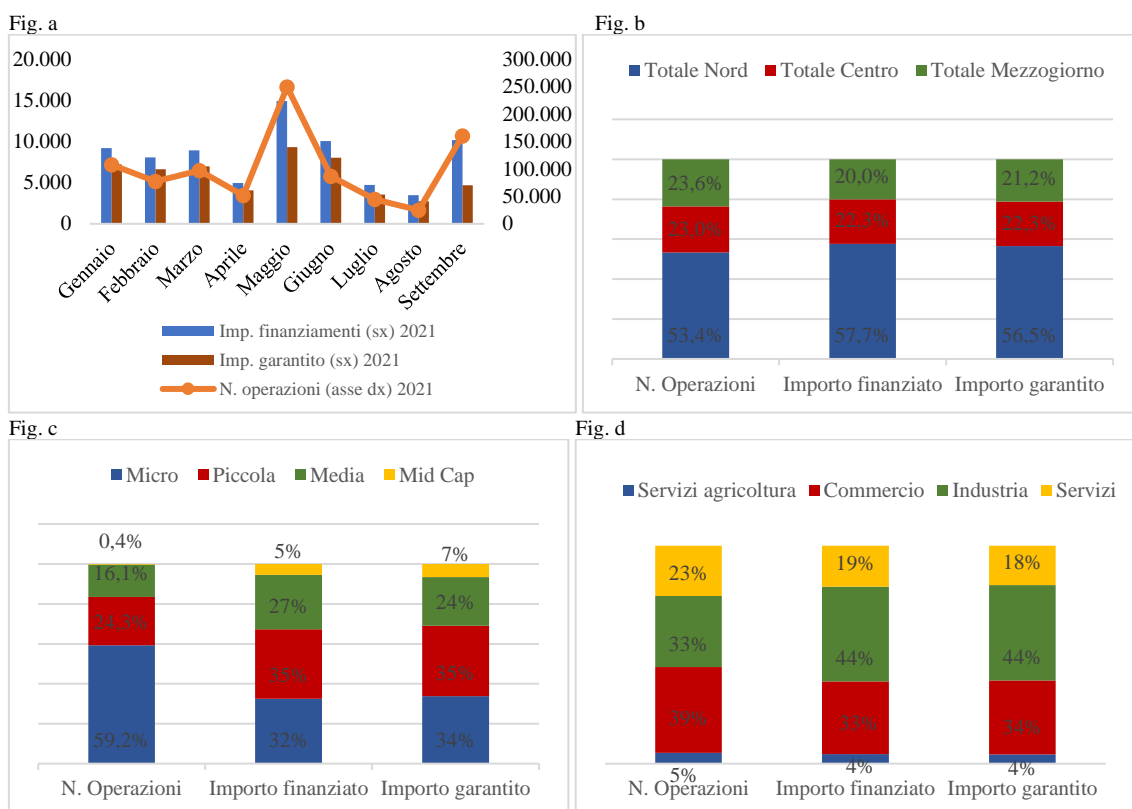 Fig. a
20.000
15.000
10.000
5.000
0
300.000
250.000
200.000
150.000
100.000
50.000
0
Gennaio
Febbraio
Marzo
Aprile
Maggio
Giugno
Luglio
Agosto
Settembre
Imp. finanziamenti (sx) 2021
Imp. garantito (sx) 2021
N. operazioni (asse dx) 2021
Fig. b
Totale Nord Totale Centro Totale Mezzogiorno
23,6% 20,0% 21,2%
23,0% 22,3% 22,3%
53,4% 57,7% 56,5%
N. Operazioni Importo finanziato Importo garantito
Fig. c
Micro Piccola Media Mid Cap
0,4% 5% 7%
16,1% 27% 24%
24,3% 35% 35%
59,2% 32% 34%
N. Operazioni Importo finanziato Importo garantito
Fig. d
Servizi agricoltura Commercio Industria Servizi
23% 19% 18%
33% 44% 44%
39% 33% 34%
5% 4% 4%
N. Operazioni Importo finanziato Importo garantito